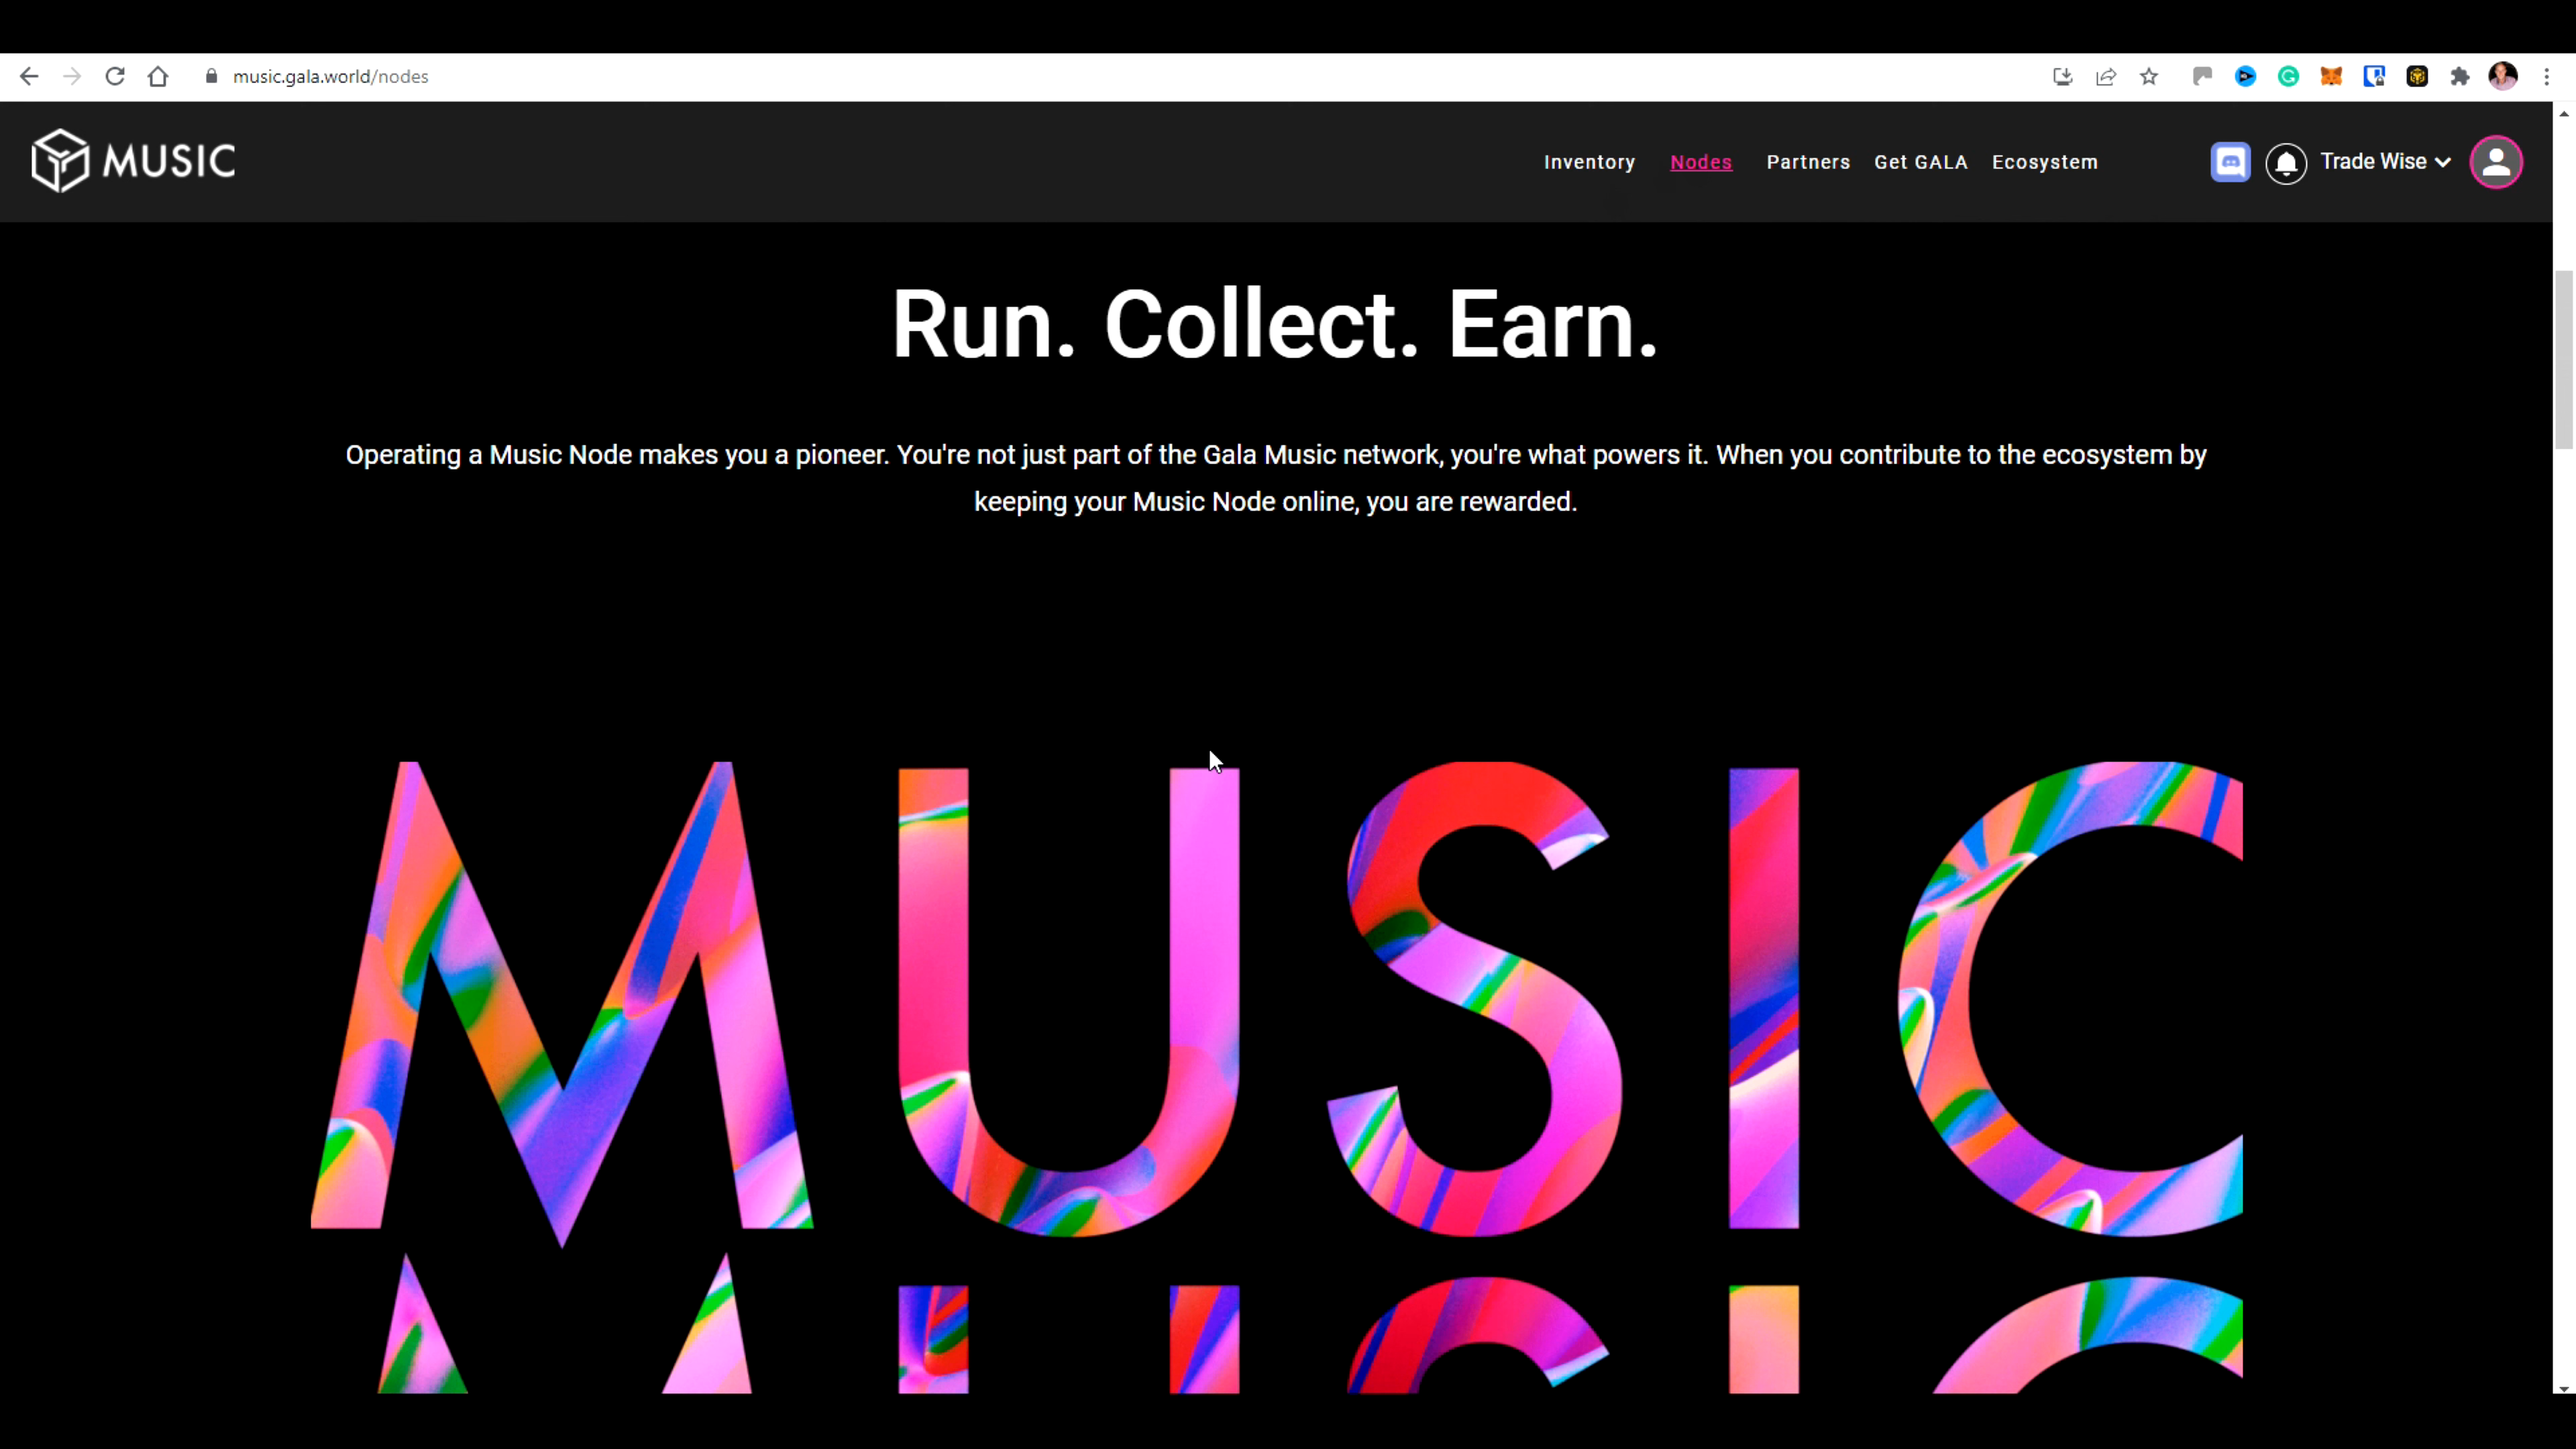 music.gala.world/nodes
MUSIC
Inventory Nodes Partners Get GALA Ecosystem Trade Wise
Run. Collect. Earn.
Operating a Music Node makes you a pioneer. You're not just part of the Gala Music network, you're what powers it. When you contribute to the ecosystem by
keeping your Music Node online, you are rewarded.
MUSIC
MUSIC